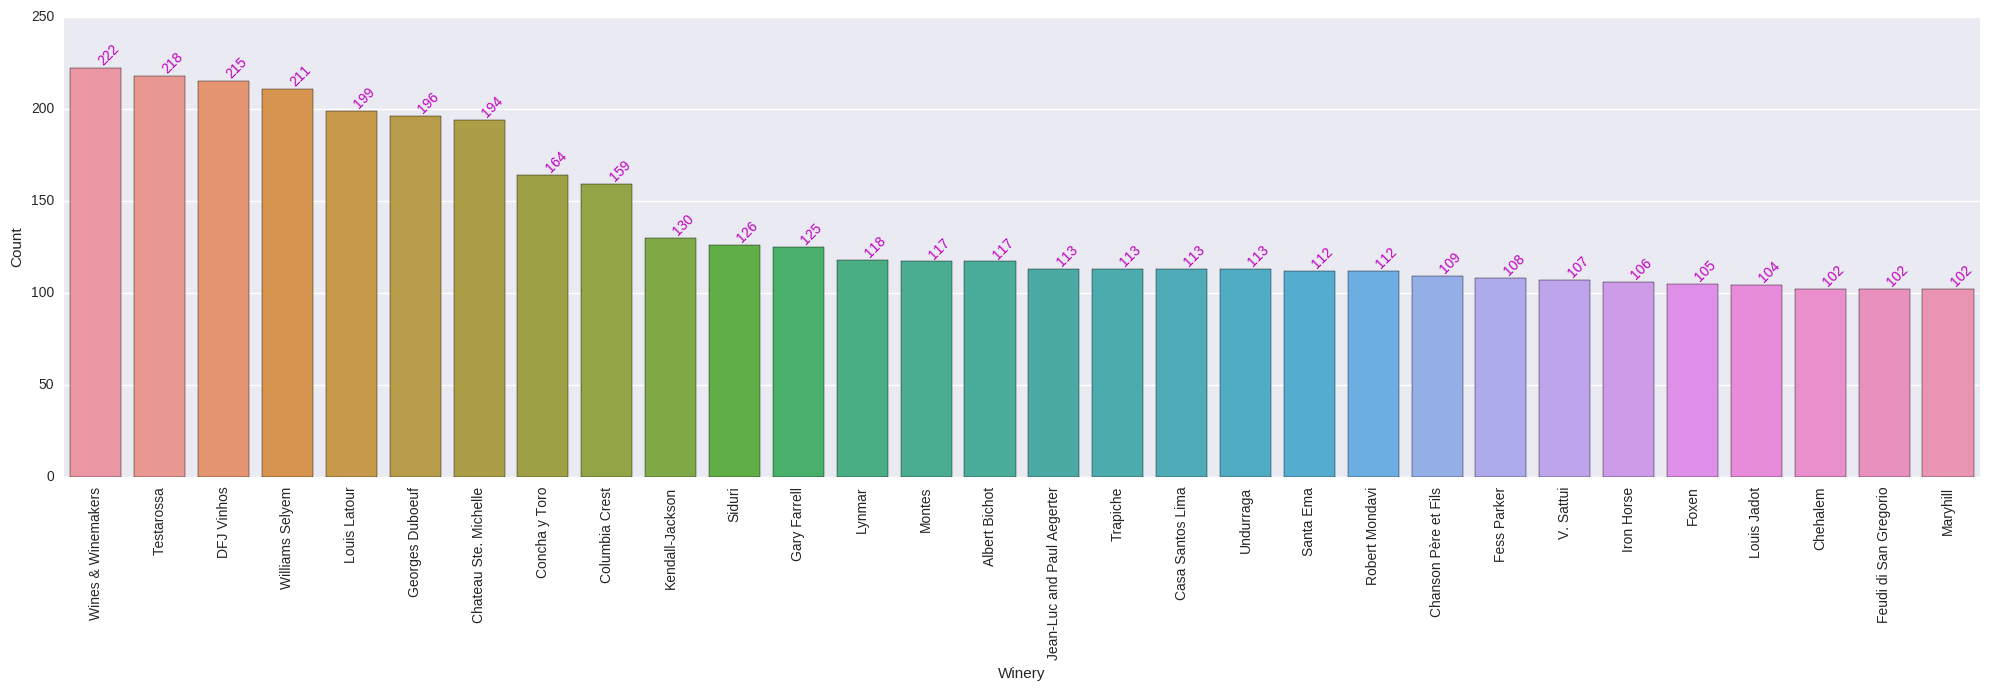 250
200
150
100
50
0
Count
222
218
215
211
199
196
194
164
159
130
126
125
118
117
117
113
113
113
113
112
112
109
108
107
106
105
104
102
102
102
Wines & Winemakers
Testarossa
DFJ Vinhos
Williams Selyem
Louis Latour
Georges Duboeuf
Chateau Ste. Michelle
Concha y Toro
Columbia Crest
Kendall-Jackson
Siduri
Gary Farrell
Lynmar
Montes
Albert Bichot
Jean-Luc and Paul Aegerter
Trapiche
Casa Santos Lima
Undurraga
Santa Ema
Robert Mondavi
Chanson Père et Fils
Fess Parker
V. Sattui
Iron Horse
Foxen
Louis Jadot
Chehalem
Feudi di San Gregorio
Maryhill
Winery